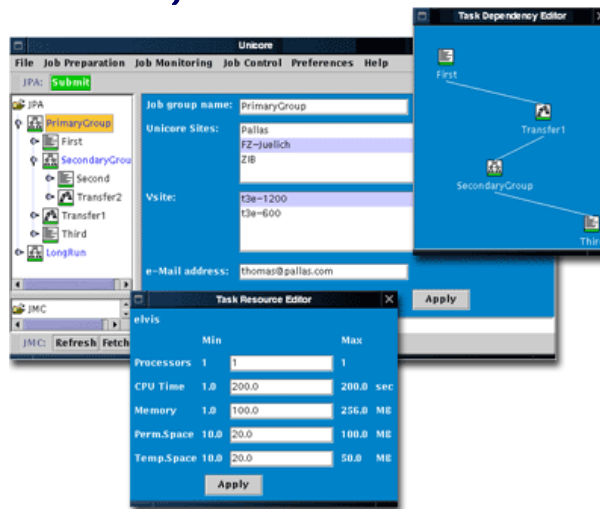 Task Dependency Editor
First
Transfer1
SecondaryGroup
Third
Unicore
File Job Preparation Job Monitoring Job Control Preferences Help
JPA: Submit
JPA
PrimaryGroup
First
SecondaryGrou
Second
Transfer2
Transfer1
Third
LongRun
JMC
JMC: Refresh Fetch
Job group name: PrimaryGroup
Unicore Sites: Pallas
FZ-Juelich
ZIB
Vsite: t3e-1200
t3e-600
e-Mail address: thomas@pallas.com
Apply
Task Resource Editor
elvis
Min Max
Processors 1 1 1
CPU Time 1.0 200.0 200.0 sec
Memory 1.0 100.0 256.0 MB
Perm.Space 10.0 20.0 100.0 MB
Temp.Space 10.0 20.0 50.0 MB
Apply